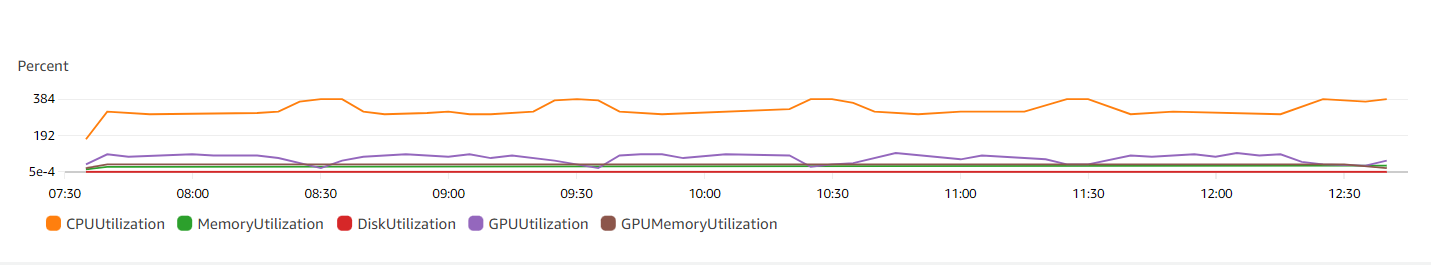 Percent
384
192
5e-4
07:30 08:00 08:30 09:00 09:30 10:00 10:30 11:00 11:30 12:00 12:30
CPUUtilization MemoryUtilization DiskUtilization GPUUtilization GPUMemoryUtilization